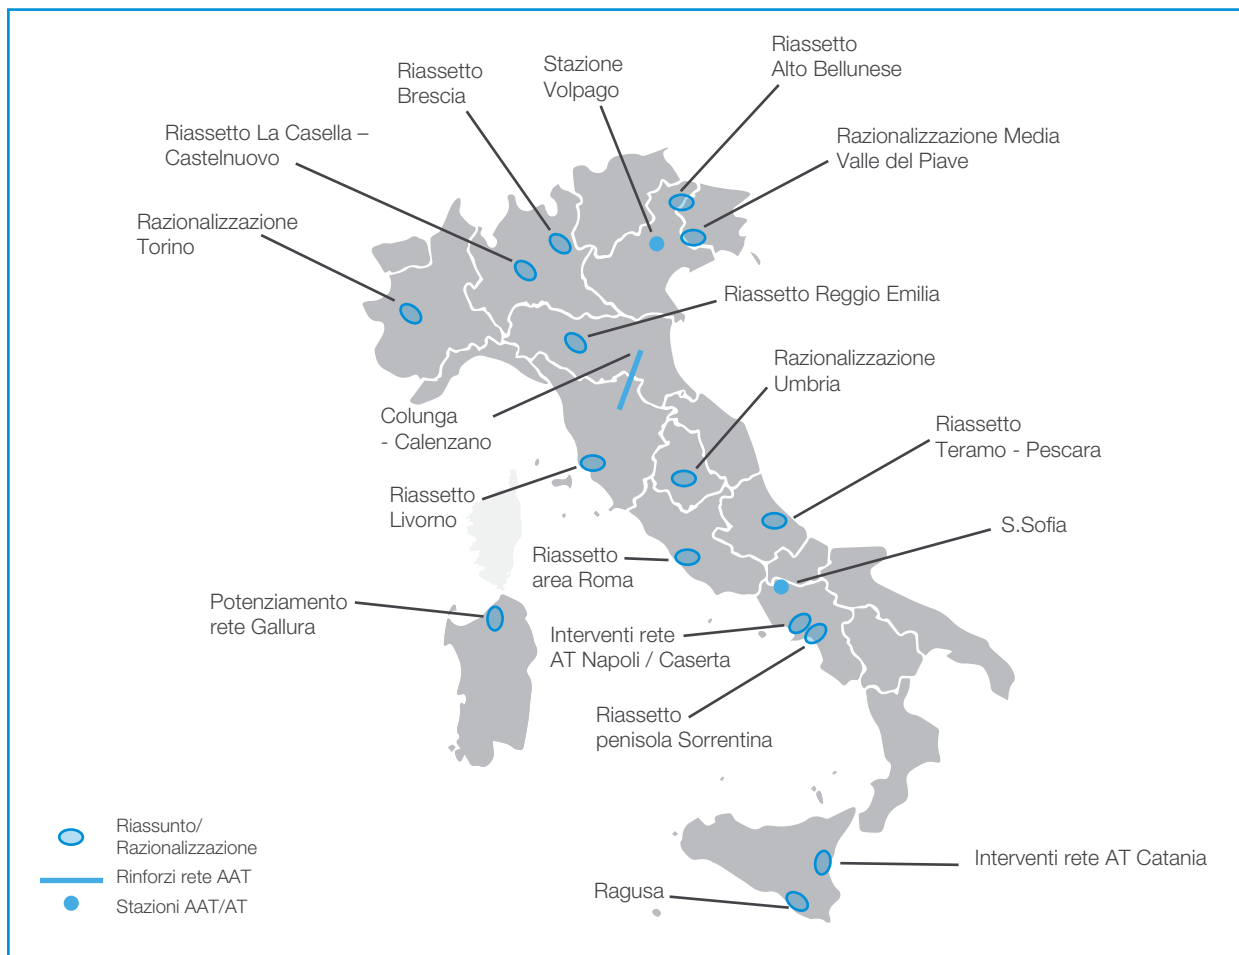 Riassetto
Alto Bellunese
Stazione
Volpago
Riassetto
Brescia
Riassetto La Casella –
Castelnuovo
Razionalizzazione Media
Valle del Piave
Razionalizzazione
Torino
Riassetto Reggio Emilia
Razionalizzazione
Umbria
Colunga
- Calenzano
Riassetto
Teramo - Pescara
Riassetto
Livorno
S.Sofia
Riassetto
area Roma
Potenziamento
rete Gallura
Interventi rete
AT Napoli / Caserta
Riassetto
penisola Sorrentina
Riassunto/
Razionalizzazione
Rinforzi rete AAT
Stazioni AAT/AT
Interventi rete AT Catania
Ragusa